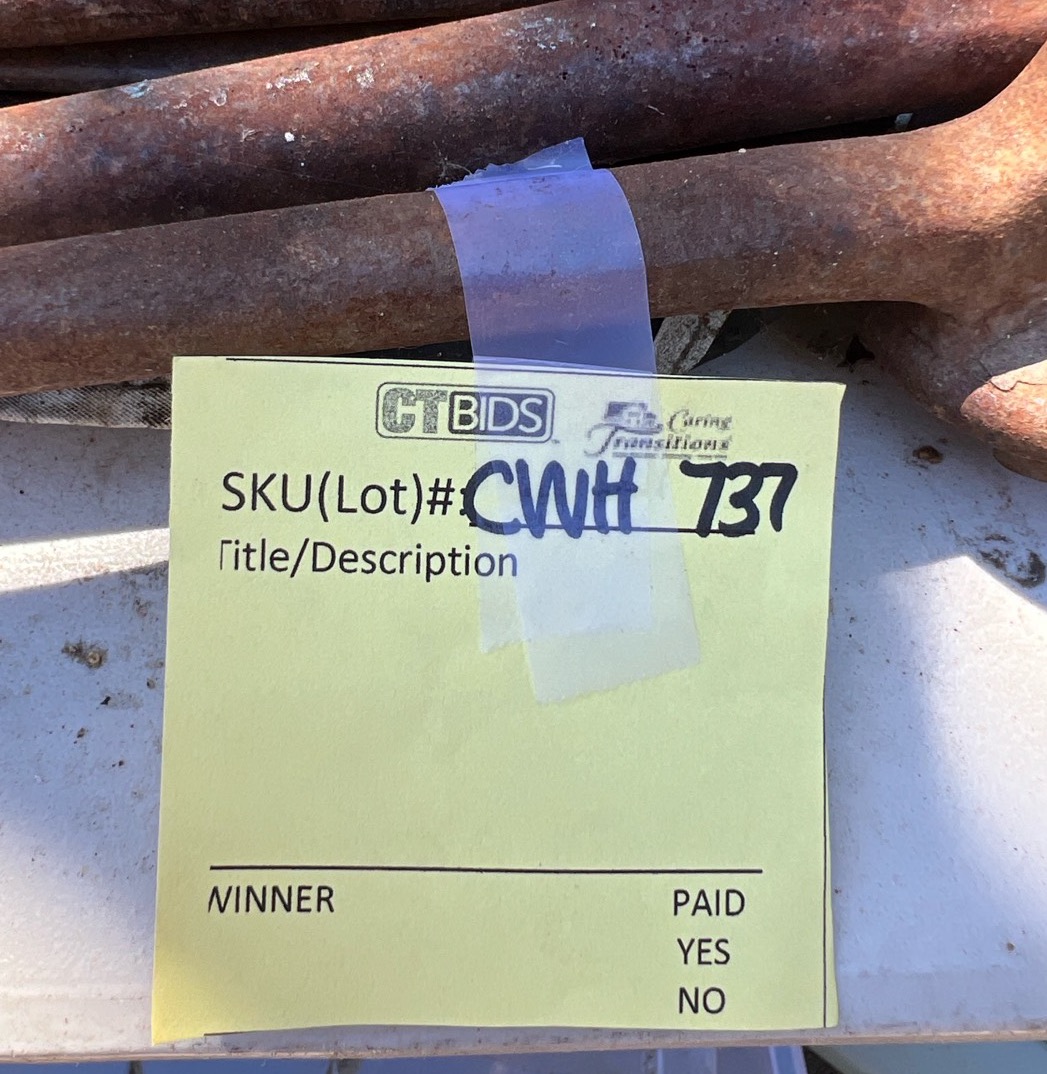 CTBIDS Caring
Transitions
SKU(Lot)#: CWH 737
Title/Description
WINNER PAID
YES
NO